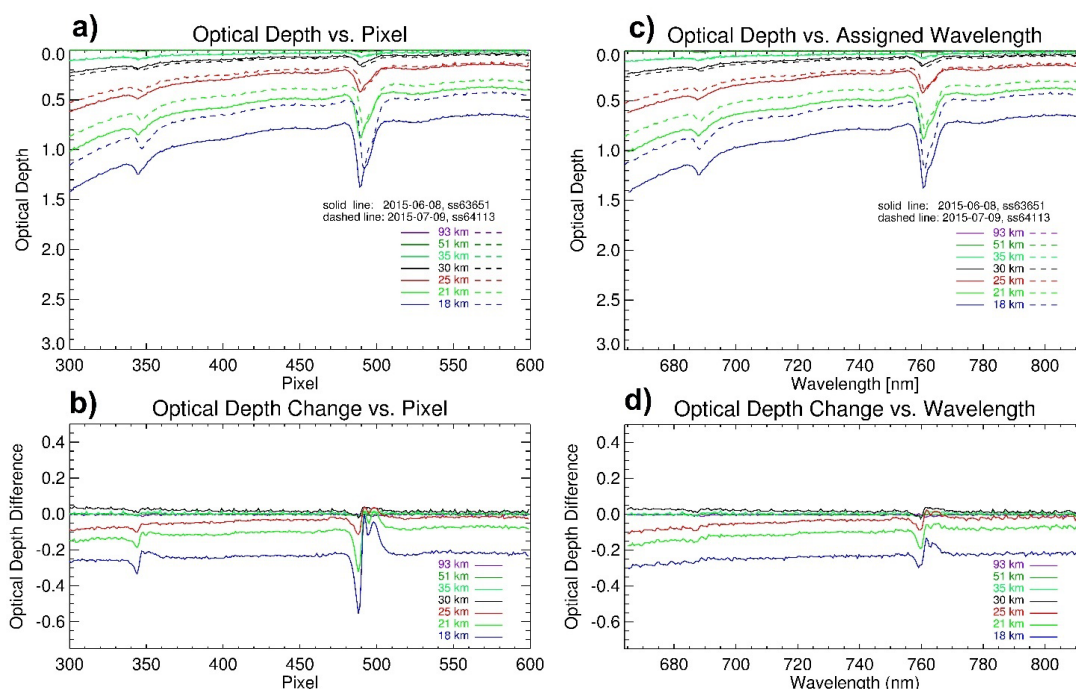 a)
Optical Depth vs. Pixel
0.0
0.5
1.0
1.5
2.0
2.5
3.0
Optical Depth
solid line: 2015-06-08, ss63651
dashed line: 2015-07-09, ss64113
93 km
51 km
35 km
30 km
25 km
21 km
18 km
300 350 400 450 500 550 600
Pixel
c)
Optical Depth vs. Assigned Wavelength
0.0
0.5
1.0
1.5
2.0
2.5
3.0
Optical Depth
solid line: 2015-06-08, ss63651
dashed line: 2015-07-09, ss64113
93 km
51 km
35 km
30 km
25 km
21 km
18 km
680 700 720 740 760 780 800
Wavelength [nm]
b)
Optical Depth Change vs. Pixel
0.4
0.2
0.0
-0.2
-0.4
-0.6
Optical Depth Difference
93 km
51 km
35 km
30 km
25 km
21 km
18 km
300 350 400 450 500 550 600
Pixel
d)
Optical Depth Change vs. Wavelength
0.4
0.2
0.0
-0.2
-0.4
-0.6
Optical Depth Difference
93 km
51 km
35 km
30 km
25 km
21 km
18 km
680 700 720 740 760 780 800
Wavelength (nm)